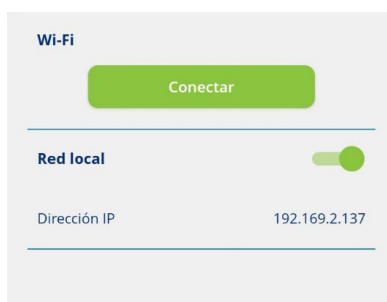 Wi-Fi
Conectar
Red local
Dirección IP 192.169.2.137